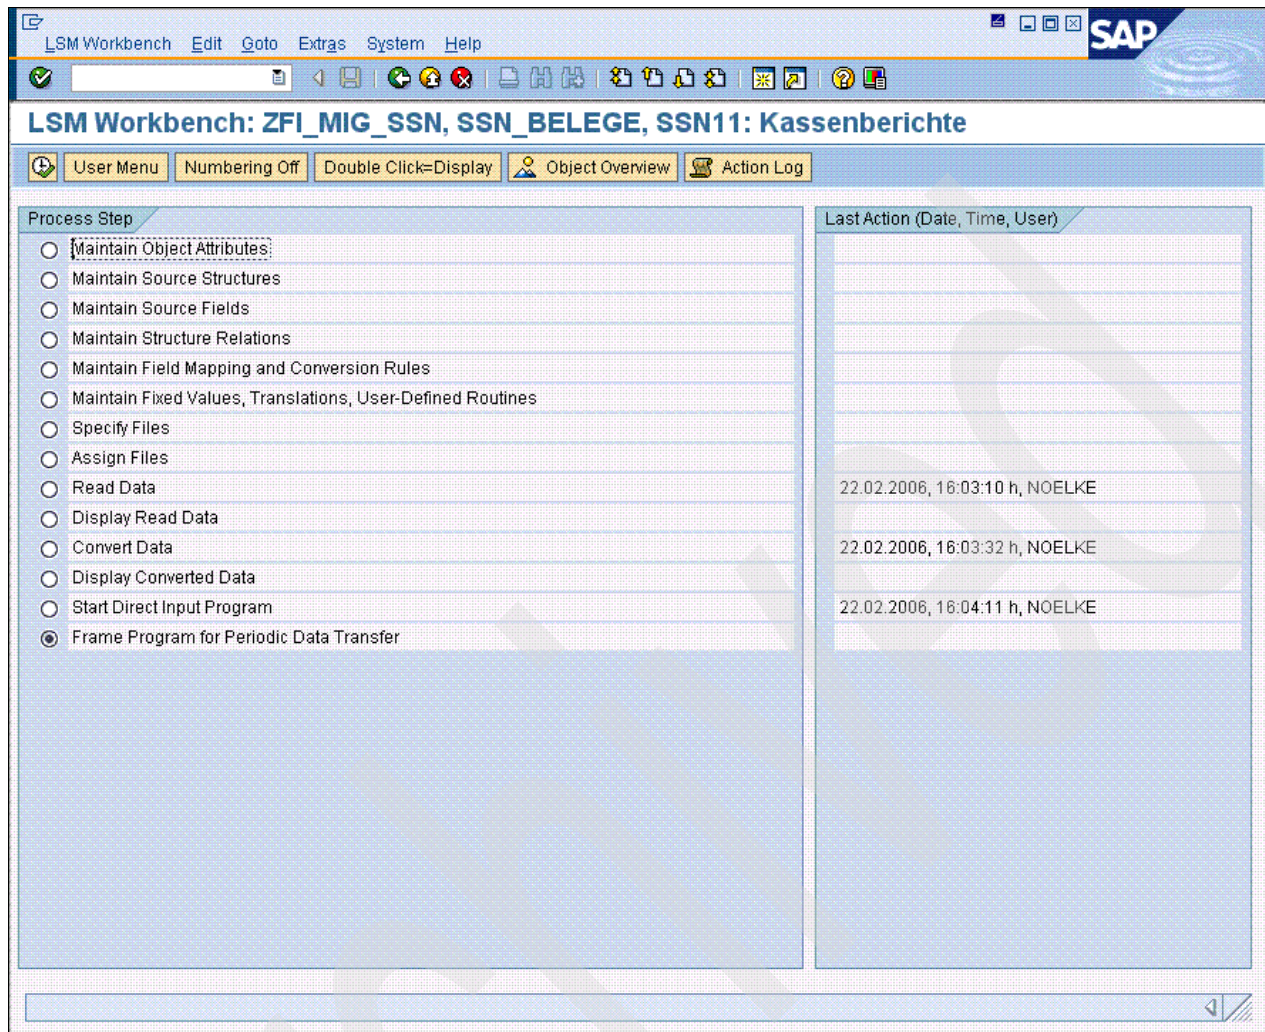 LSM Workbench Edit Goto Extras System Help
SAP
LSM Workbench: ZFI_MIG_SSN, SSN_BELEGE, SSN11: Kassenberichte
User Menu Numbering Off Double Click=Display Object Overview Action Log
Process Step Last Action (Date, Time, User)
Maintain Object Attributes
Maintain Source Structures
Maintain Source Fields
Maintain Structure Relations
Maintain Field Mapping and Conversion Rules
Maintain Fixed Values, Translations, User-Defined Routines
Specify Files
Assign Files
Read Data 22.02.2006, 16:03:10 h, NOELKE
Display Read Data
Convert Data 22.02.2006, 16:03:32 h, NOELKE
Display Converted Data
Start Direct Input Program 22.02.2006, 16:04:11 h, NOELKE
Frame Program for Periodic Data Transfer